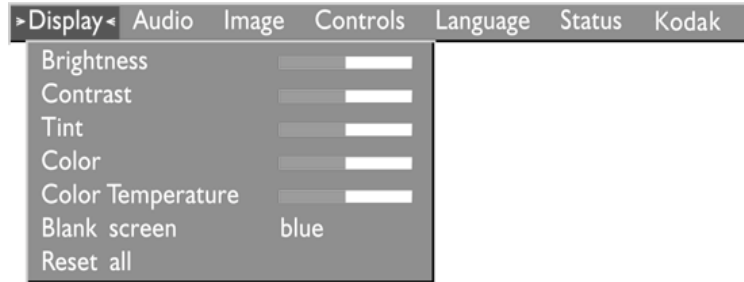 >Display< Audio Image Controls Language Status Kodak
Brightness
Contrast
Tint
Color
Color Temperature
Blank screen blue
Reset all